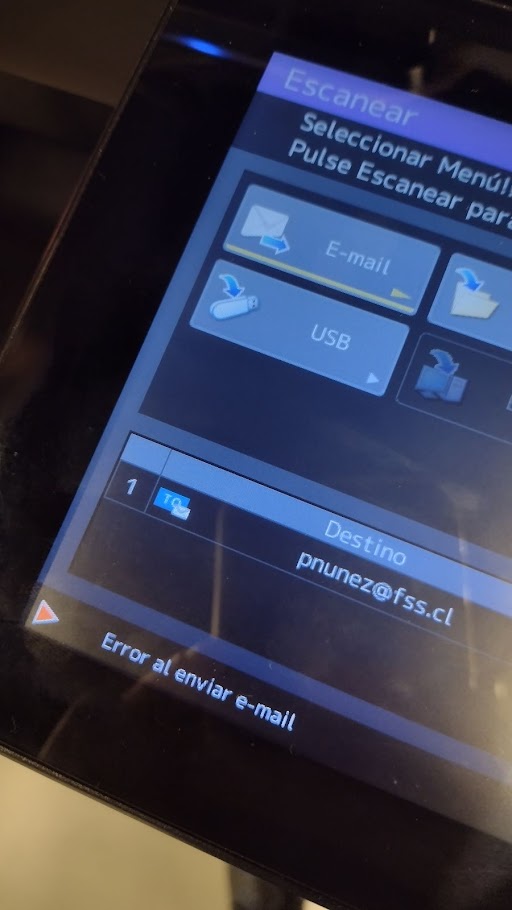 Escanear
Seleccionar Menú/
Pulse Escanear para
E-mail
USB
TO
Destino
1
pnunez@fss.cl
Error al enviar e-mail